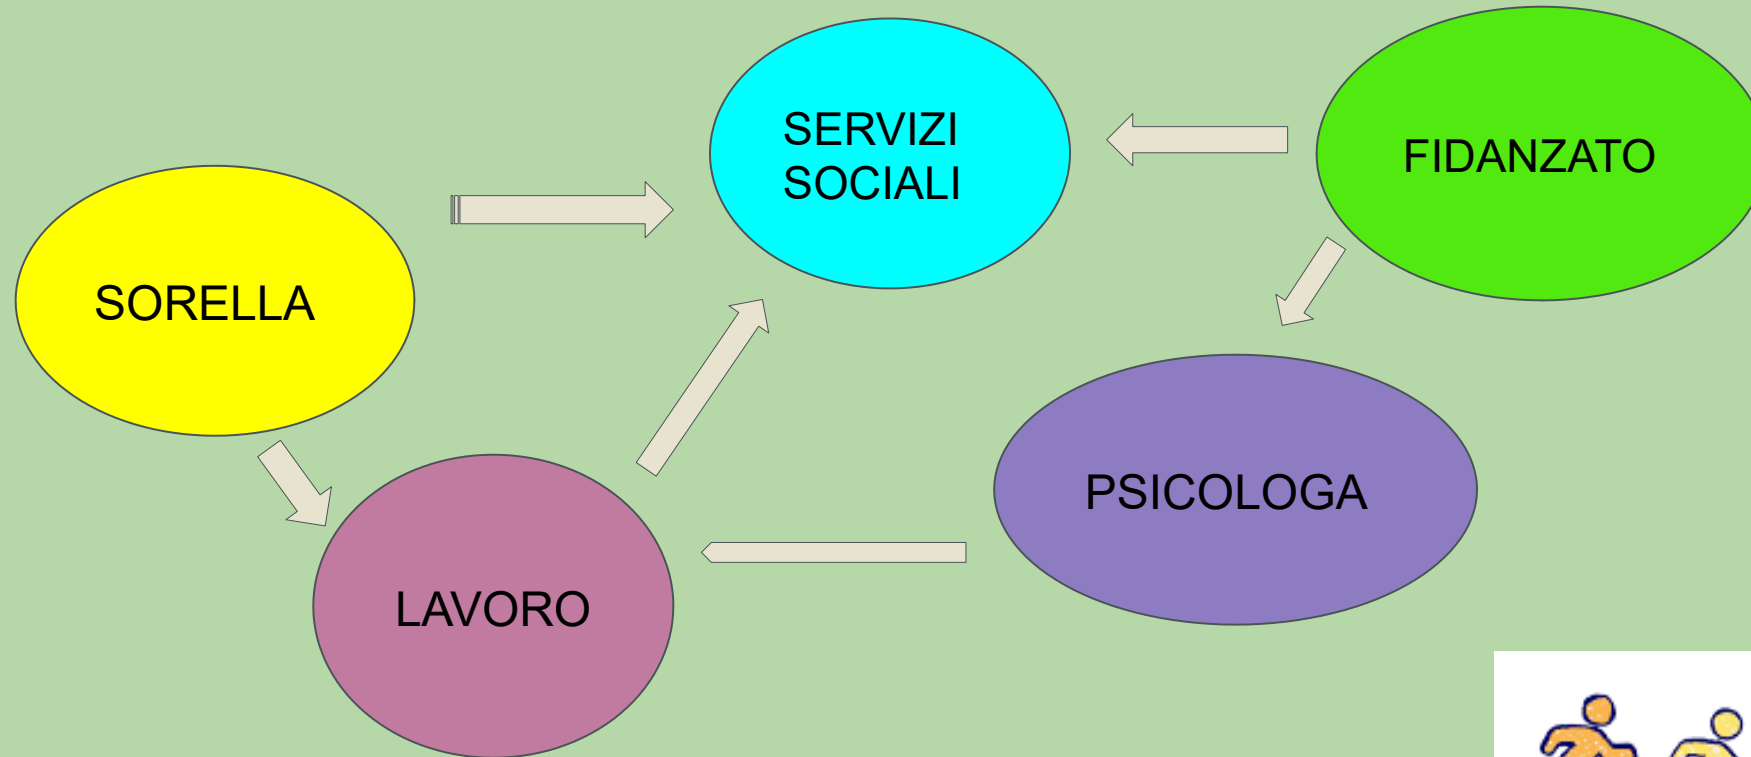 SERVIZI
SOCIALI
FIDANZATO
SORELLA
PSICOLOGA
LAVORO